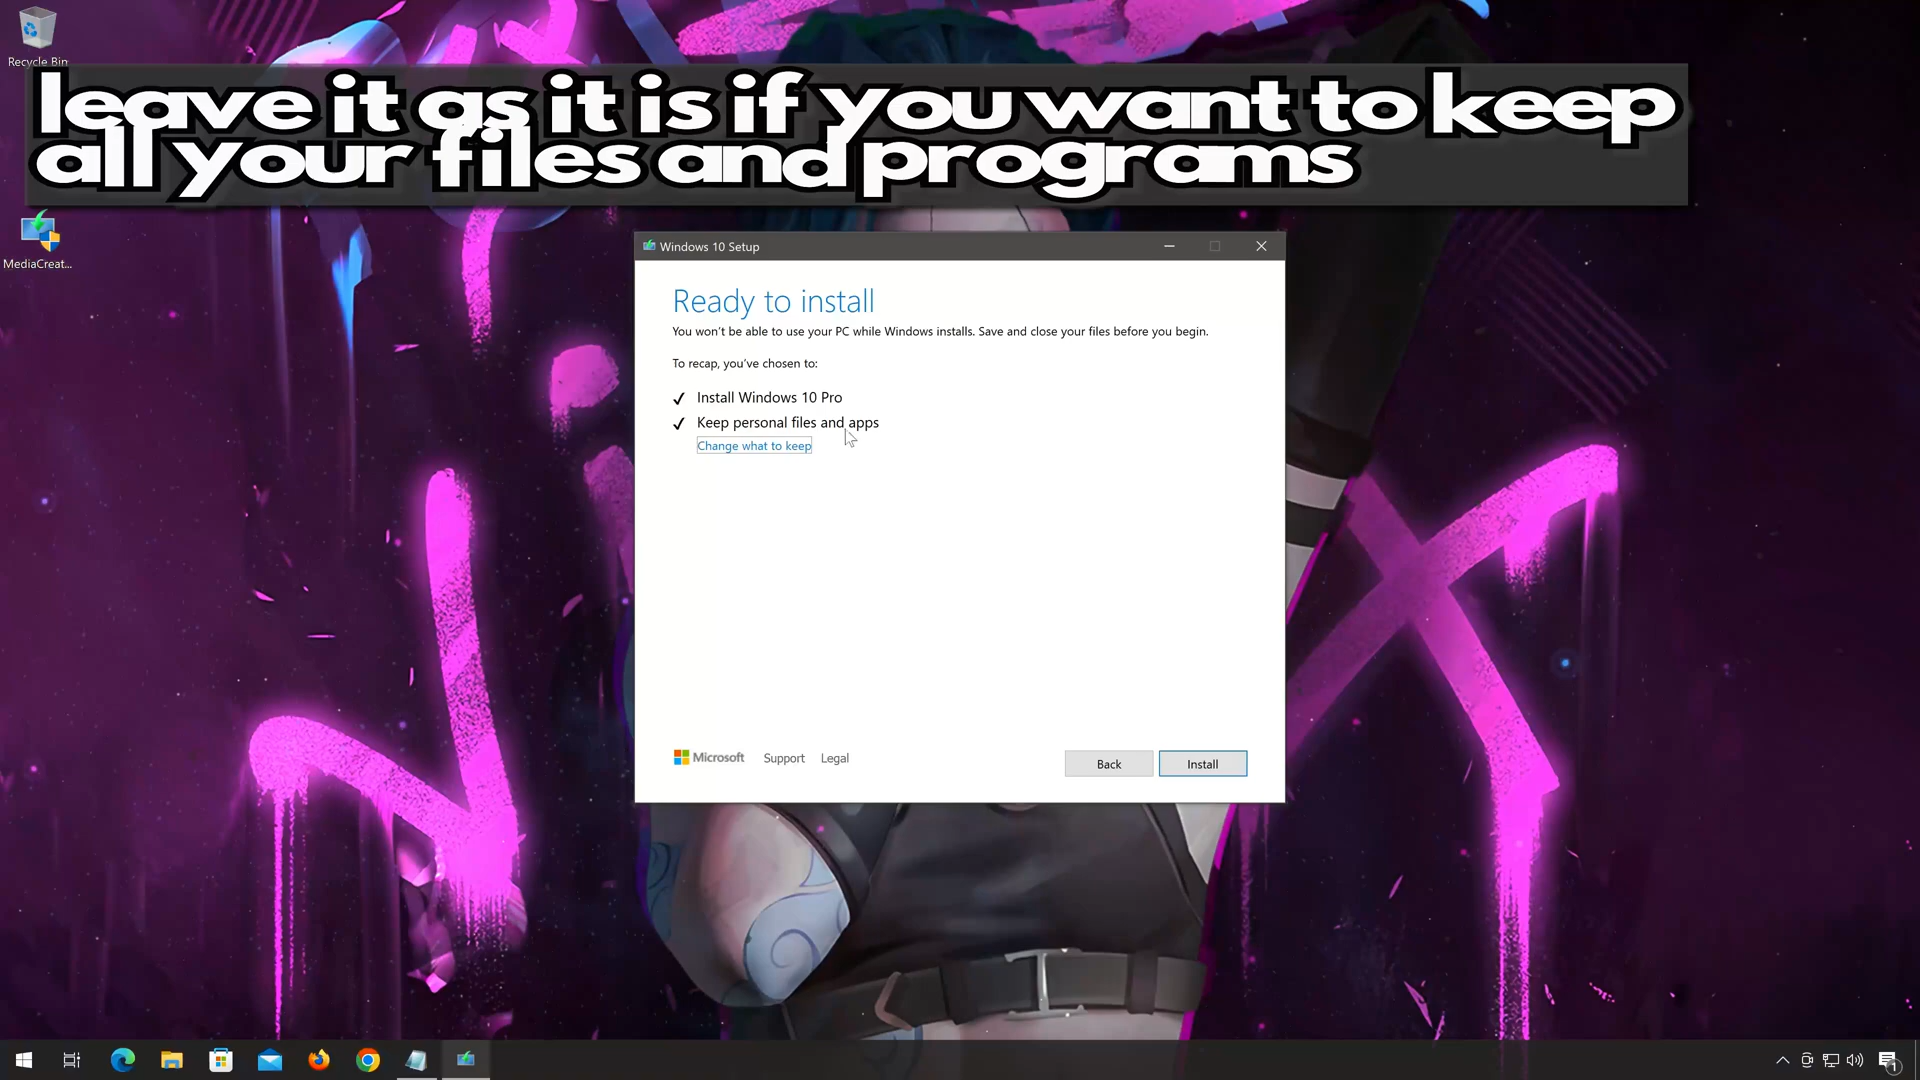 Recycle Bin
leave it as it is if you want to keep
all your files and programs
MediaCreat...
Windows 10 Setup
Ready to install
You won't be able to use your PC while Windows installs. Save and close your files before you begin.
To recap, you've chosen to:
Install Windows 10 Pro
Keep personal files and apps
Change what to keep
Microsoft Support Legal
Back Install
1